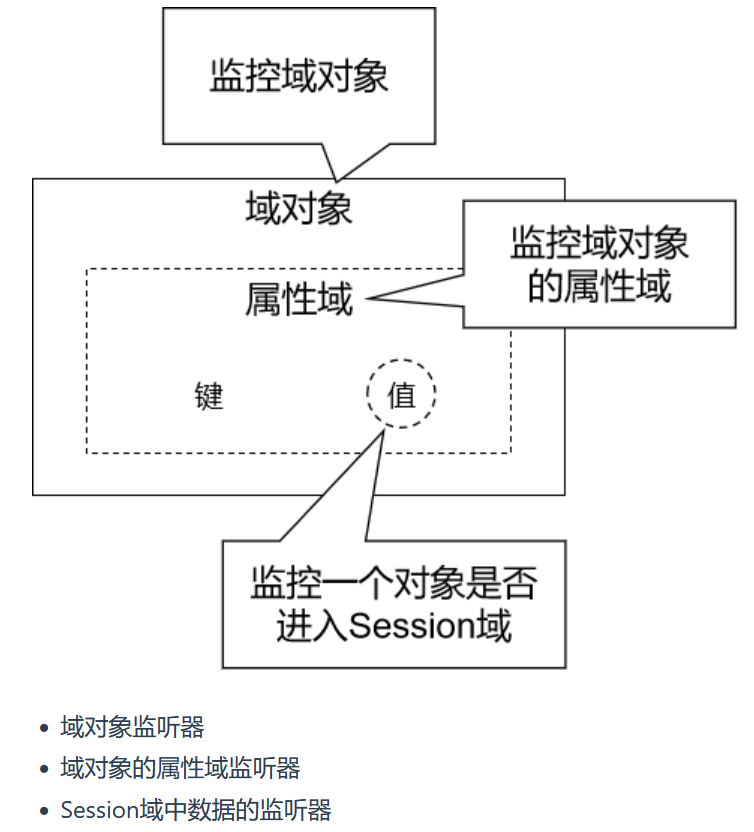 监控域对象
域对象
监控域对象
的属性域
属性域
键
值
监控一个对象是否
进入Session域
域对象监听器
域对象的属性域监听器
Session域中数据的监听器